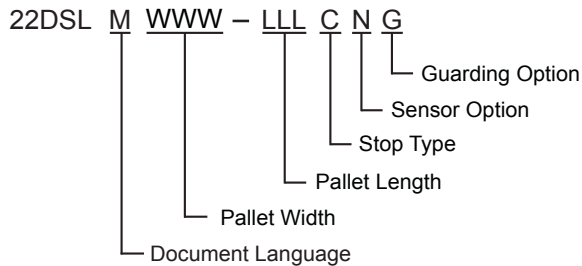 22DSL M WWW – LLL C N G
Guarding Option
Sensor Option
Stop Type
Pallet Length
Pallet Width
Document Language